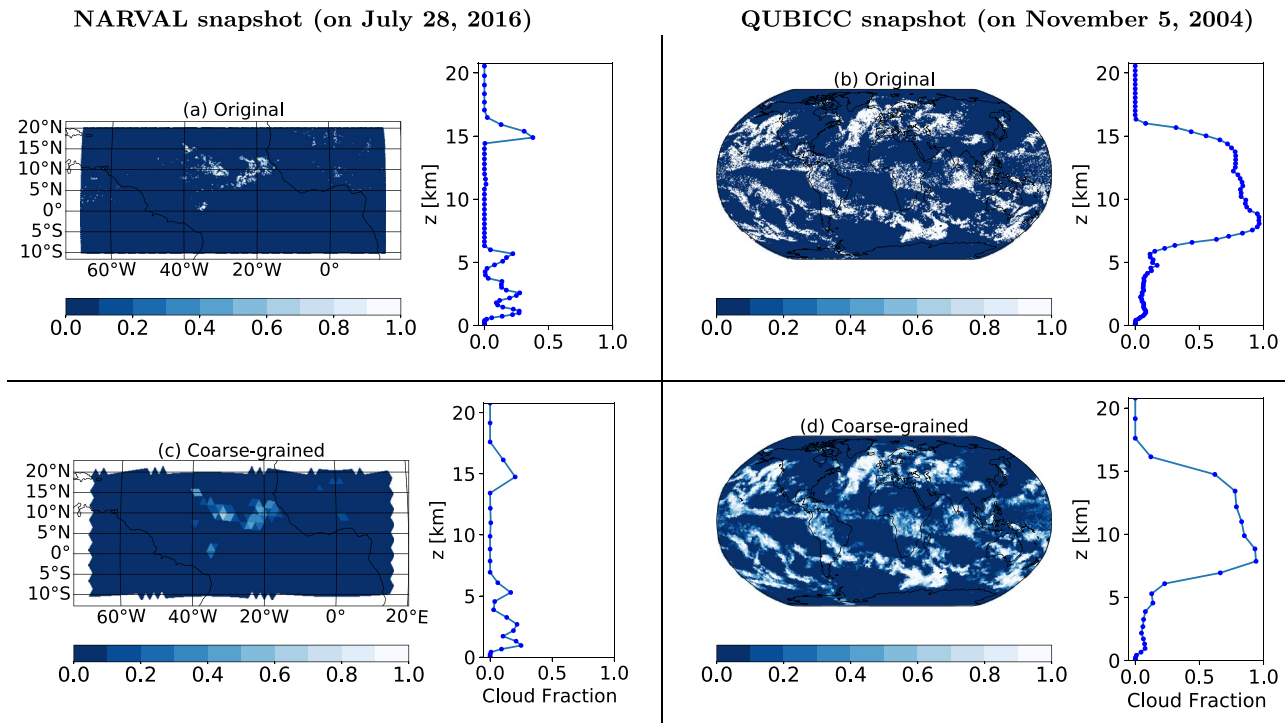 NARVAL snapshot (on July 28, 2016)
QUBICC snapshot (on November 5, 2004)
(a) Original
20°N
15°N
10°N
5°N
0°
5°S
10°S
60°W 40°W 20°W 0°
0.0 0.2 0.4 0.6 0.8 1.0
z [km]
20
15
10
5
0
0.0 0.5 1.0
(b) Original
0.0 0.2 0.4 0.6 0.8 1.0
z [km]
20
15
10
5
0
0.0 0.5 1.0
(c) Coarse-grained
20°N
15°N
10°N
5°N
0°
5°S
10°S
60°W 40°W 20°W 0° 20°E
0.0 0.2 0.4 0.6 0.8 1.0
z [km]
20
15
10
5
0
0.0 0.5 1.0
Cloud Fraction
(d) Coarse-grained
0.0 0.2 0.4 0.6 0.8 1.0
z [km]
20
15
10
5
0
0.0 0.5 1.0
Cloud Fraction